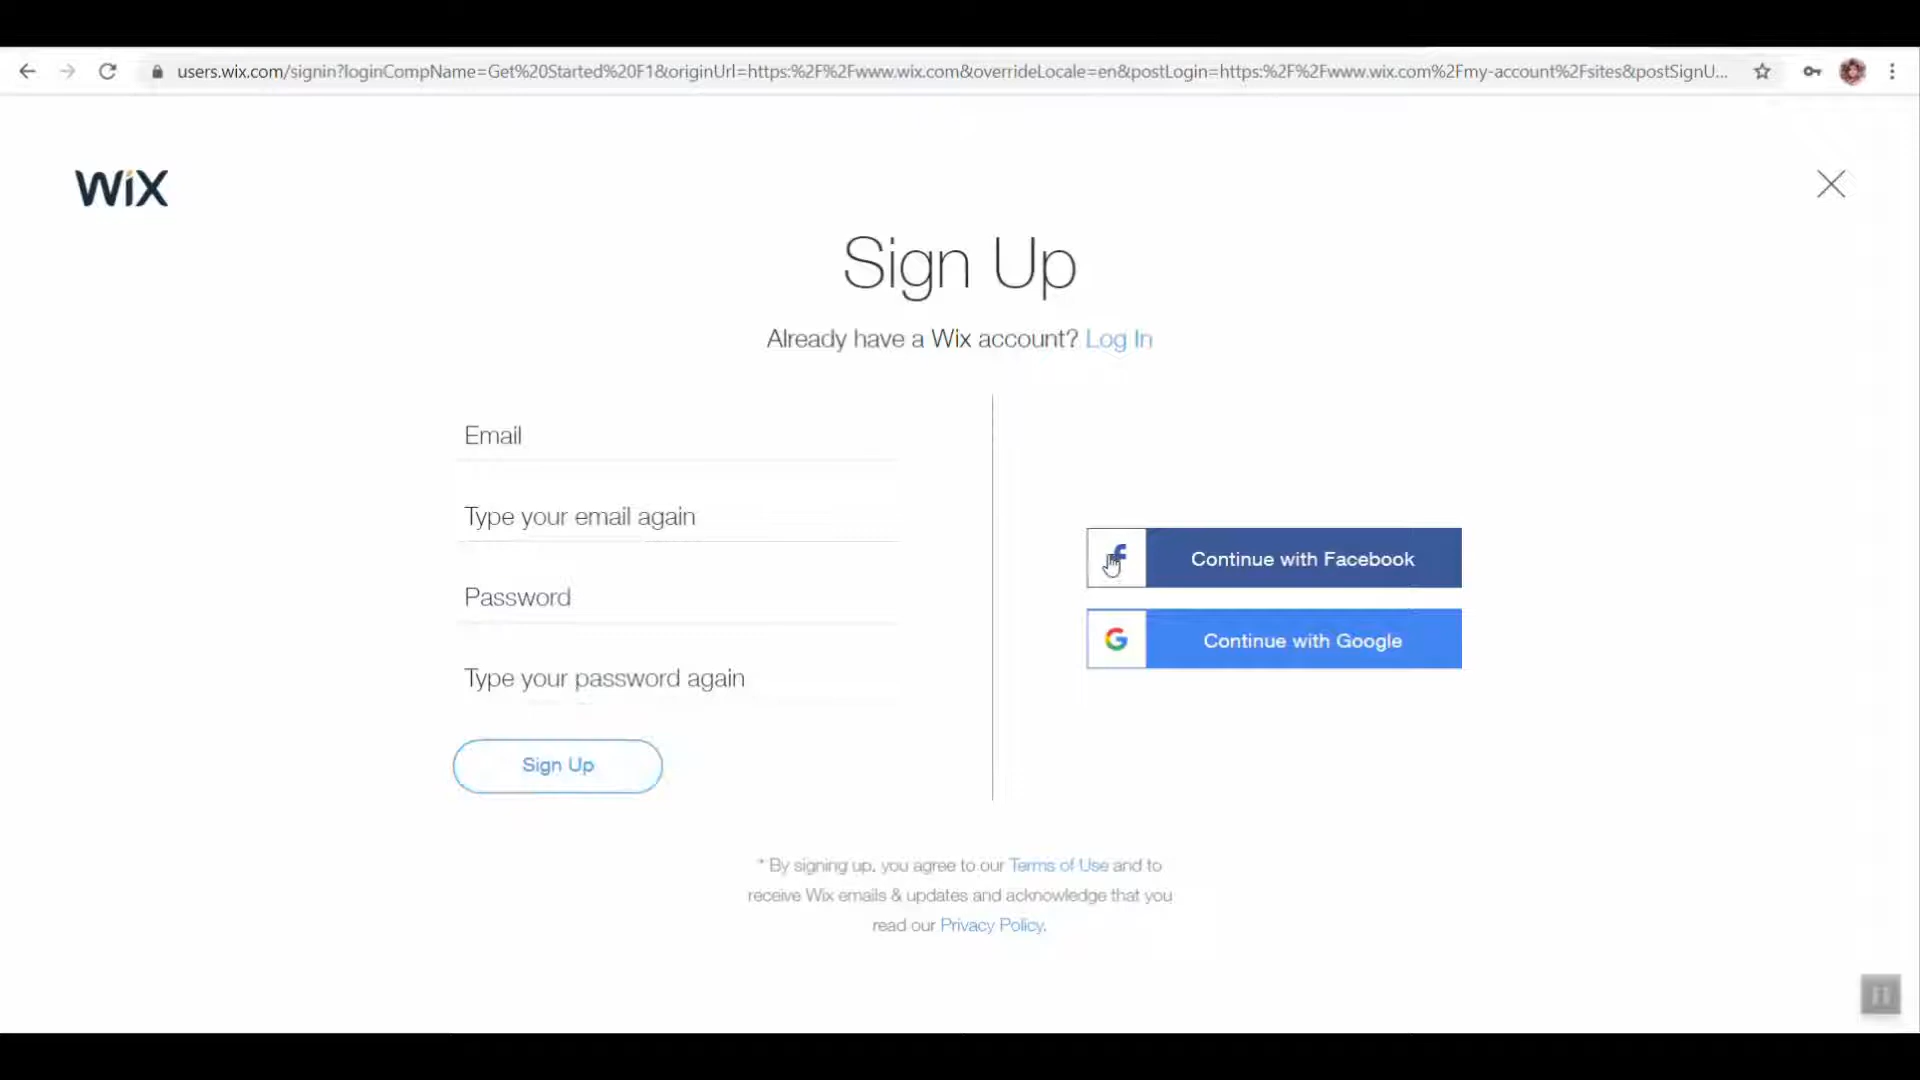 users.wix.com/signin?loginCompName=Get%20Started%20F1&originUrl=https:%2F%2Fwww.wix.com&overrideLocale=en&postLogin=https:%2F%2Fwww.wix.com%2Fmy-account%2Fsites&postSignU...
WiX
Sign Up
Already have a Wix account? Log In
Email
Type your email again
Password
Type your password again
Sign Up
Continue with Facebook
Continue with Google
* By signing up, you agree to our Terms of Use and to
receive Wix emails & updates and acknowledge that you
read our Privacy Policy.